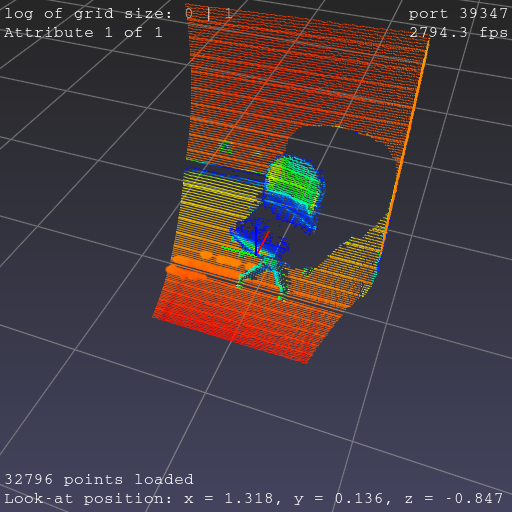 log of grid size: 0 | 1
port 39347
Attribute 1 of 1
2794.3 fps
32796 points loaded
Look-at position: x = 1.318, y = 0.136, z = -0.847